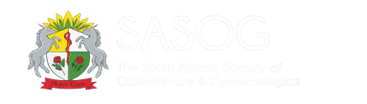 SASOG
The South African Society of
Obstetricians & Gynaecologists